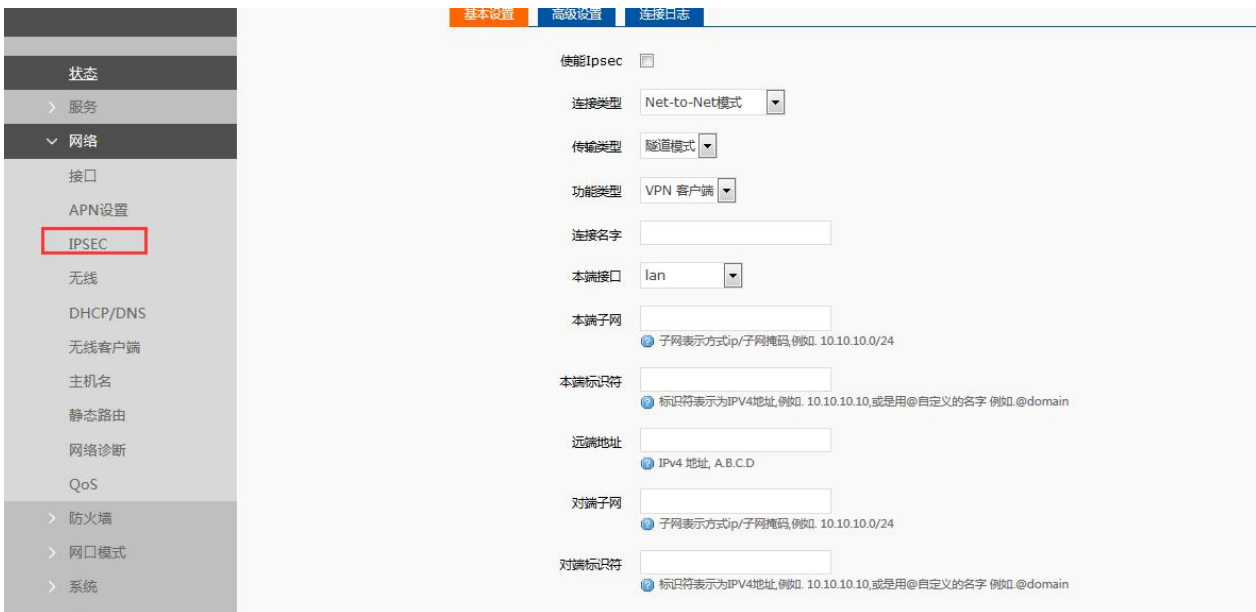 基本设置 高级设置 连接日志
状态
服务
网络
接口
APN设置
IPSEC
无线
DHCP/DNS
无线客户端
主机名
静态路由
网络诊断
QoS
防火墙
网口模式
系统
使能Ipsec
连接类型 Net-to-Net模式
传输类型 隧道模式
功能类型 VPN 客户端
连接名字
本端接口 lan
本端子网
子网表示方式ip/子网掩码,例如. 10.10.10.0/24
本端标识符
标识符表示为IPV4地址,例如. 10.10.10.10,或是用@自定义的名字 例如.@domain
远端地址
IPv4 地址, A.B.C.D
对端子网
子网表示方式ip/子网掩码,例如. 10.10.10.0/24
对端标识符
标识符表示为IPV4地址,例如. 10.10.10.10,或是用@自定义的名字 例如.@domain